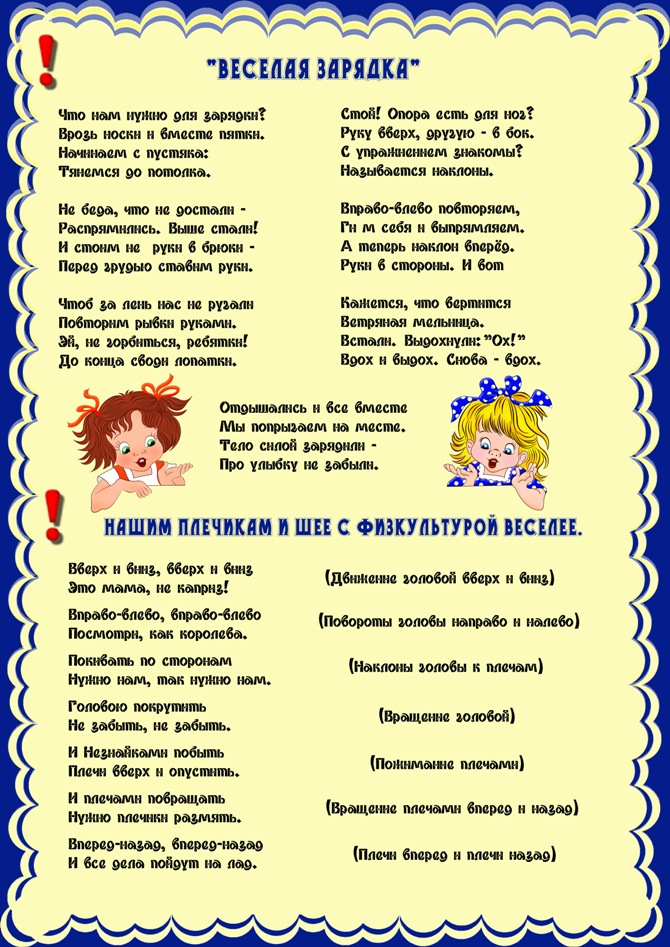 "ВЕСЕЛАЯ ЗАРЯДКА"
Что нам нужно для зарядки?
Врозь носки и вместе пятки.
Начинаем с пустяка:
Тянемся до потолка.
Не беда, что не достали -
Распрямились. Выше стали!
И стоим не руки в брюки -
Перед грудью ставим руки.
Чтоб за лень нас не ругали
Повторим рывки руками.
Эй, не горбиться, ребятки!
До конца своди лопатки.
Стой! Опора есть для ног?
Руку вверх, другую - в бок.
С упражнением знакомы?
Называется наклоны.
Вправо-влево повторяем,
Гн м себя и выпрямляем.
А теперь наклон вперёд.
Руки в стороны. И вот
Кажется, что вертится
Ветряная мельница.
Встали. Выдохнули: "Ох!"
Вдох и выдох. Снова - вдох.
Отдышались и все вместе
Мы попрыгаем на месте.
Тело силой зарядили -
Про улыбку не забыли.
НАШИМ ПЛЕЧИКАМ И ШЕЕ С ФИЗКУЛЬТУРОЙ ВЕСЕЛЕЕ.
Вверх и вниз, вверх и вниз
Это мама, не каприз!
(Движение головой вверх и вниз)
Вправо-влево, вправо-влево
Посмотри, как королева.
(Повороты головы направо и налево)
Покивать по сторонам
Нужно нам, так нужно нам.
(Наклоны головы к плечам)
Головою покрутить
Не забыть, не забыть.
(Вращение головой)
И Незнайками побыть
Плечи вверх и опустить.
(Пожимание плечами)
И плечами повращать
Нужно плечики размять.
(Вращение плечами вперед и назад)
Вперед-назад, вперед-назад
И все дела пойдут на лад.
(Плечи вперед и плечи назад)